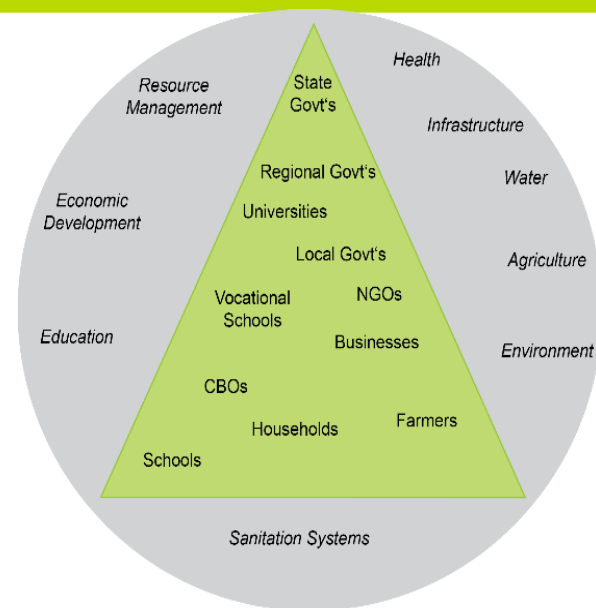 Health
Resource
Management
State
Govt‘s
Infrastructure
Regional Govt‘s
Water
Economic
Development
Universities
Local Govt‘s
Agriculture
Vocational
Schools
NGOs
Education
Businesses
Environment
CBOs
Households
Farmers
Schools
Sanitation Systems